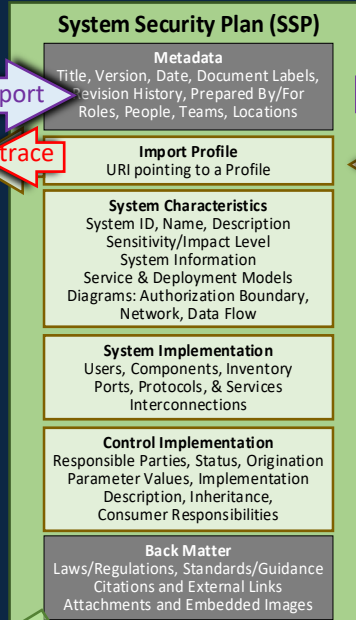 System Security Plan (SSP)
Metadata
Title, Version, Date, Document Labels,
port
Revision History, Prepared By/For
Roles, People, Teams, Locations
trace
Import Profile
URI pointing to a Profile
System Characteristics
System ID, Name, Description
Sensitivity/Impact Level
System Information
Service & Deployment Models
Diagrams: Authorization Boundary,
Network, Data Flow
System Implementation
Users, Components, Inventory
Ports, Protocols, & Services
Interconnections
Control Implementation
Responsible Parties, Status, Origination
Parameter Values, Implementation
Description, Inheritance,
Consumer Responsibilities
Back Matter
Laws/Regulations, Standards/Guidance
Citations and External Links
Attachments and Embedded Images